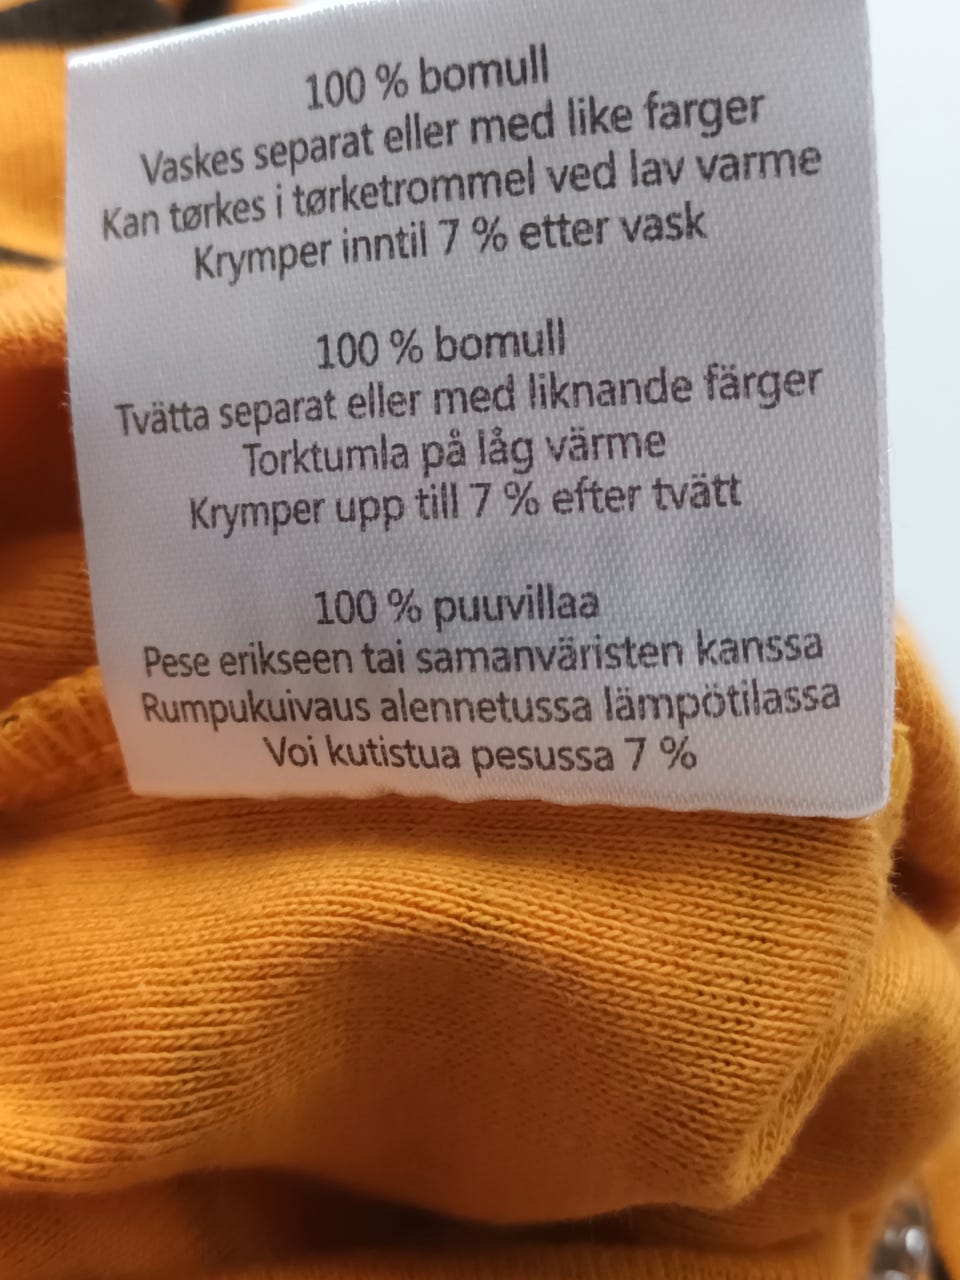 100 % bomull
Vaskes separat eller med like farger
Kan tørkes i tørketrommel ved lav varme
Krymper inntil 7 % etter vask
100 % bomull
Tvätta separat eller med liknande färger
Torktumla på låg värme
Krymper upp till 7 % efter tvätt
100 % puuvillaa
Pese erikseen tai samanväristen kanssa
Rumpukuivaus alennetussa lämpötilassa
Voi kutistua pesussa 7 %